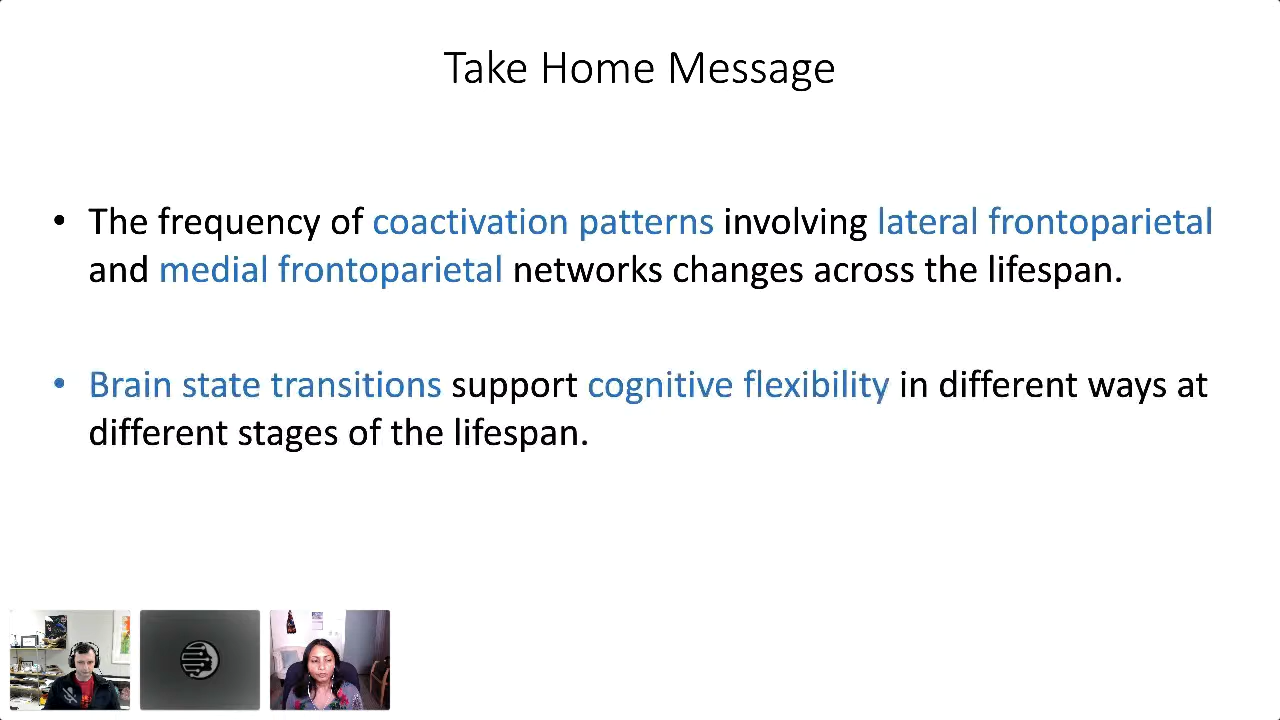 Take Home Message
• The frequency of coactivation patterns involving lateral frontoparietal
and medial frontoparietal networks changes across the lifespan.
• Brain state transitions support cognitive flexibility in different ways at
different stages of the lifespan.